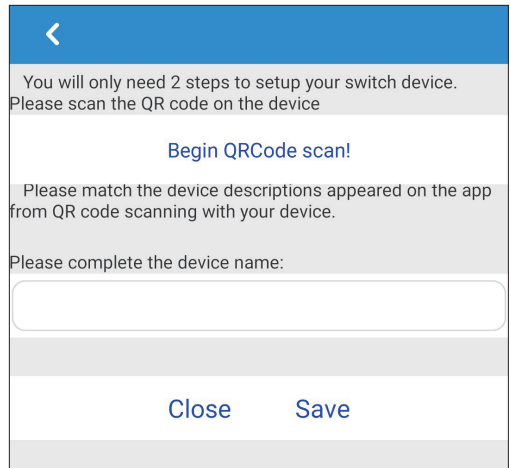 You will only need 2 steps to setup your switch device.
Please scan the QR code on the device
Begin QRCode scan!
Please match the device descriptions appeared on the app
from QR code scanning with your device.
Please complete the device name:
Close Save